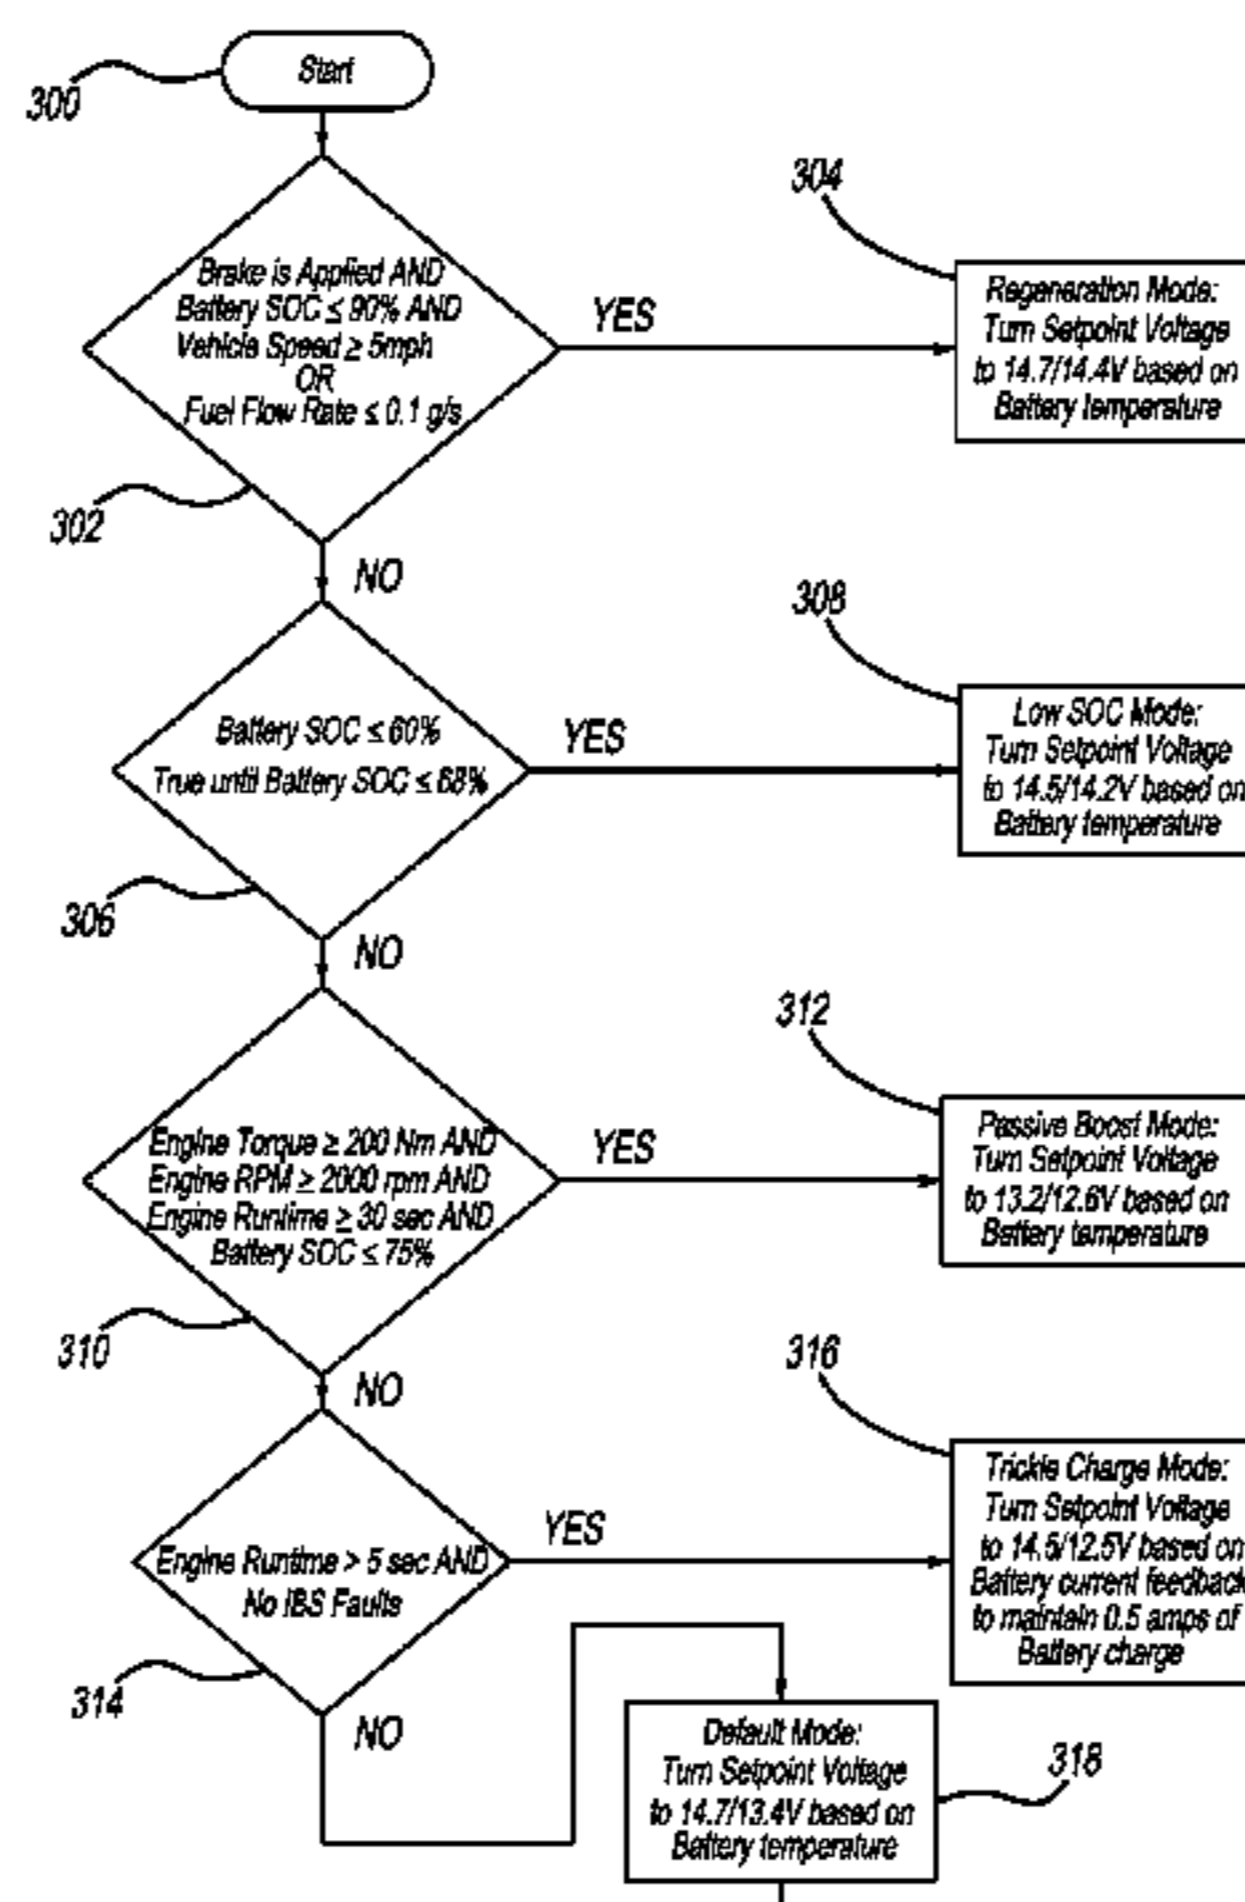 300
Start
304
Brake is Applied AND
Battery SOC ≤ 90% AND
Vehicle Speed ≥ 5mph
OR
Fuel Flow Rate ≤ 0.1 g/s
YES
Regeneration Mode:
Turn Setpoint Voltage
to 14.7/14.4V based on
Battery temperature
302
NO
308
Battery SOC ≤ 60%
True until Battery SOC ≤ 68%
YES
Low SOC Mode:
Turn Setpoint Voltage
to 14.5/14.2V based on
Battery temperature
306
NO
312
Engine Torque ≥ 200 Nm AND
Engine RPM ≥ 2000 rpm AND
Engine Runtime ≥ 30 sec AND
Battery SOC ≤ 75%
YES
Passive Boost Mode:
Turn Setpoint Voltage
to 13.2/12.6V based on
Battery temperature
310
NO
316
Engine Runtime > 5 sec AND
No IBS Faults
YES
Trickle Charge Mode:
Turn Setpoint Voltage
to 14.5/12.5V based on
Battery current feedback
to maintain 0.5 amps of
Battery charge
314
NO
Default Mode:
Turn Setpoint Voltage
to 14.7/13.4V based on
Battery temperature
318